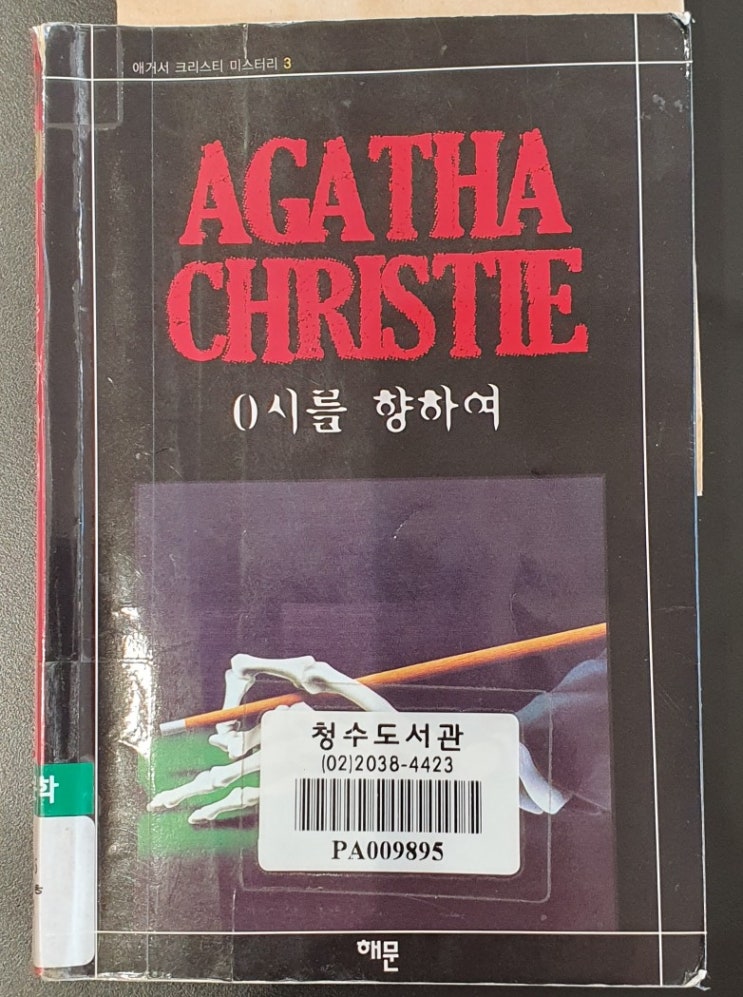 애거서 크리스티 미스터리 3
AGATHA
CHRISTIE
0시를 향하여
청수도서관
(02)2038-4423
PA009895
학
해문